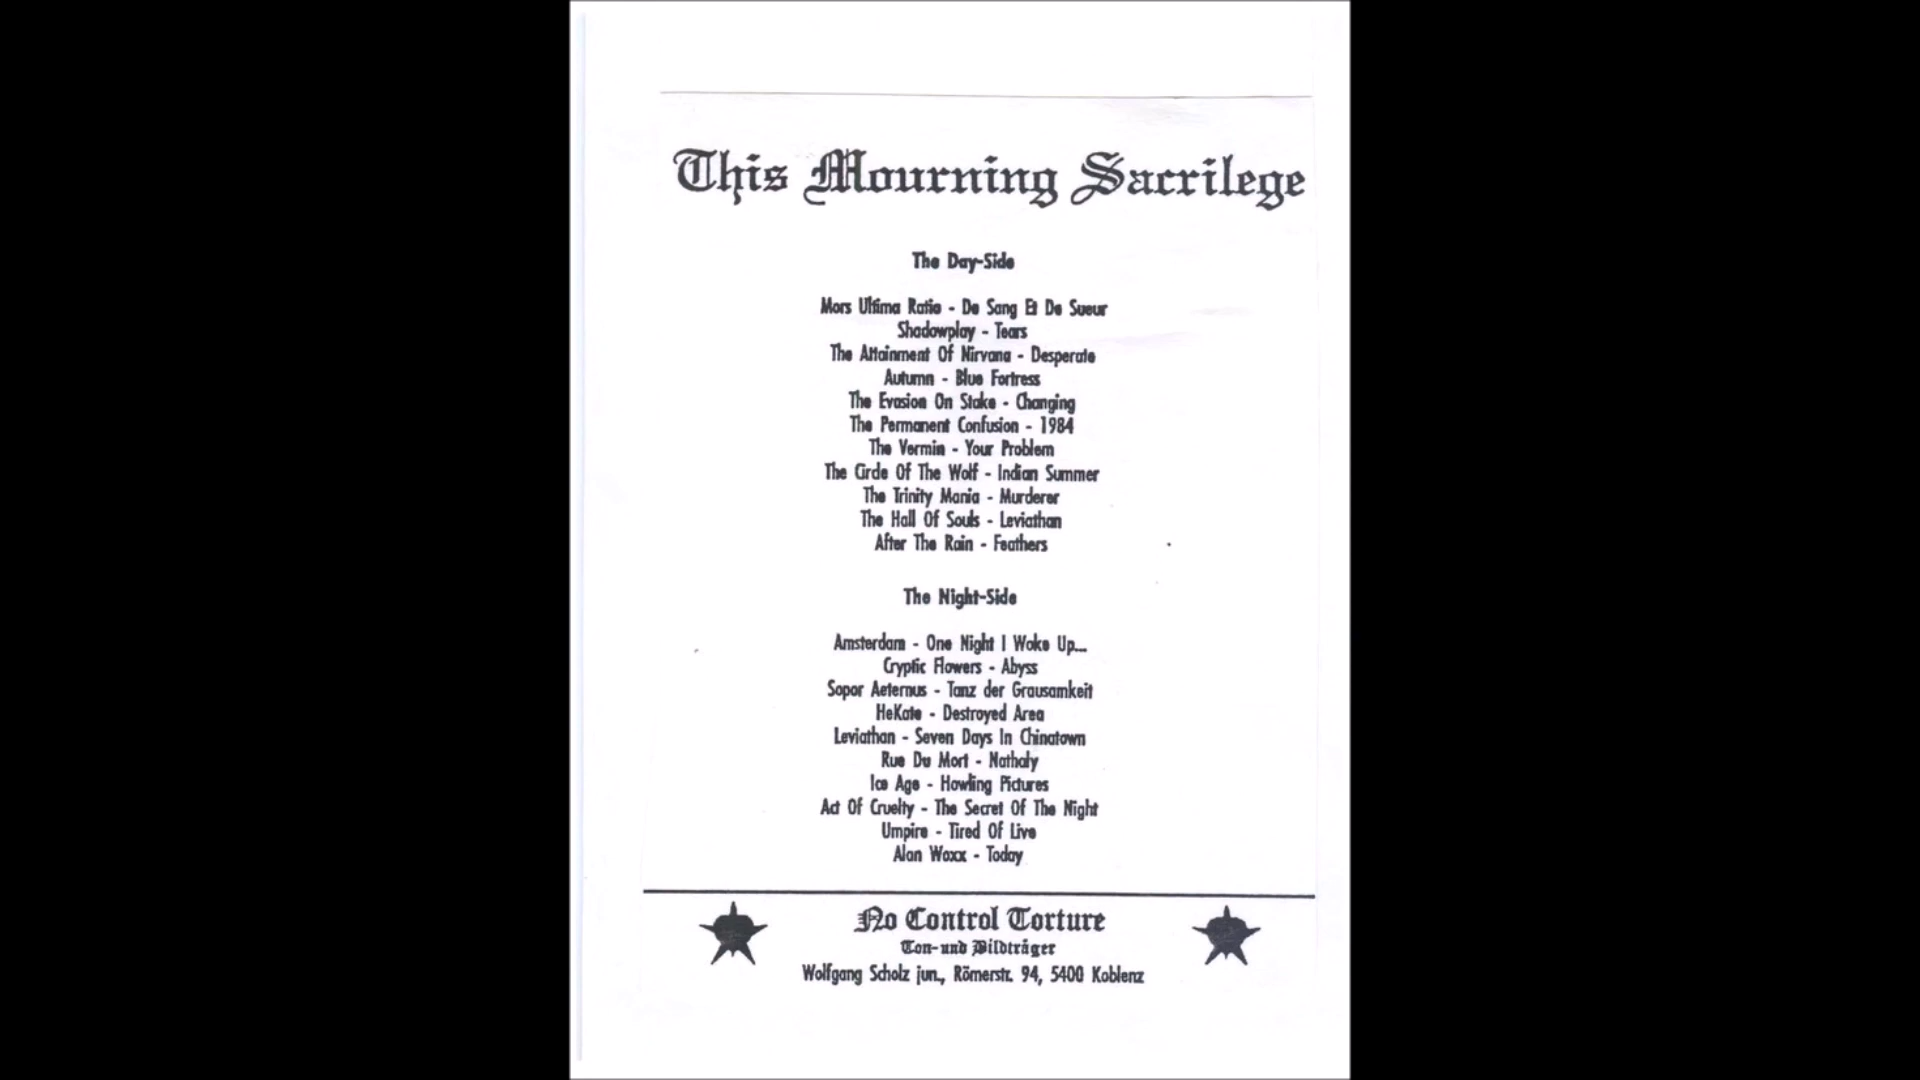 This Mourning Sacrilege
The Day-Side
Mors Ultima Ratio - De Sang Et De Sueur
Shadowplay - Tears
The Attainment Of Nirvana - Desperate
Autumn - Blue Fortress
The Evasion On Stake - Changing
The Permanent Confusion - 1984
The Vermin - Your Problem
The Circle Of The Wolf - Indian Summer
The Trinity Mania - Murderer
The Hall Of Souls - Leviathan
After The Rain - Feathers
The Night-Side
Amsterdam - One Night I Woke Up...
Cryptic Flowers - Abyss
Sopor Aeternus - Tanz der Grausamkeit
HeKate - Destroyed Area
Leviathan - Seven Days In Chinatown
Rue Du Mort - Nathaly
Ice Age - Howling Pictures
Act Of Cruelty - The Secret Of The Night
Umpire - Tired Of Live
Alan Woxx - Today
No Control Torture
Ton-und Bildträger
Wolfgang Scholz jun., Römerstr. 94, 5400 Koblenz